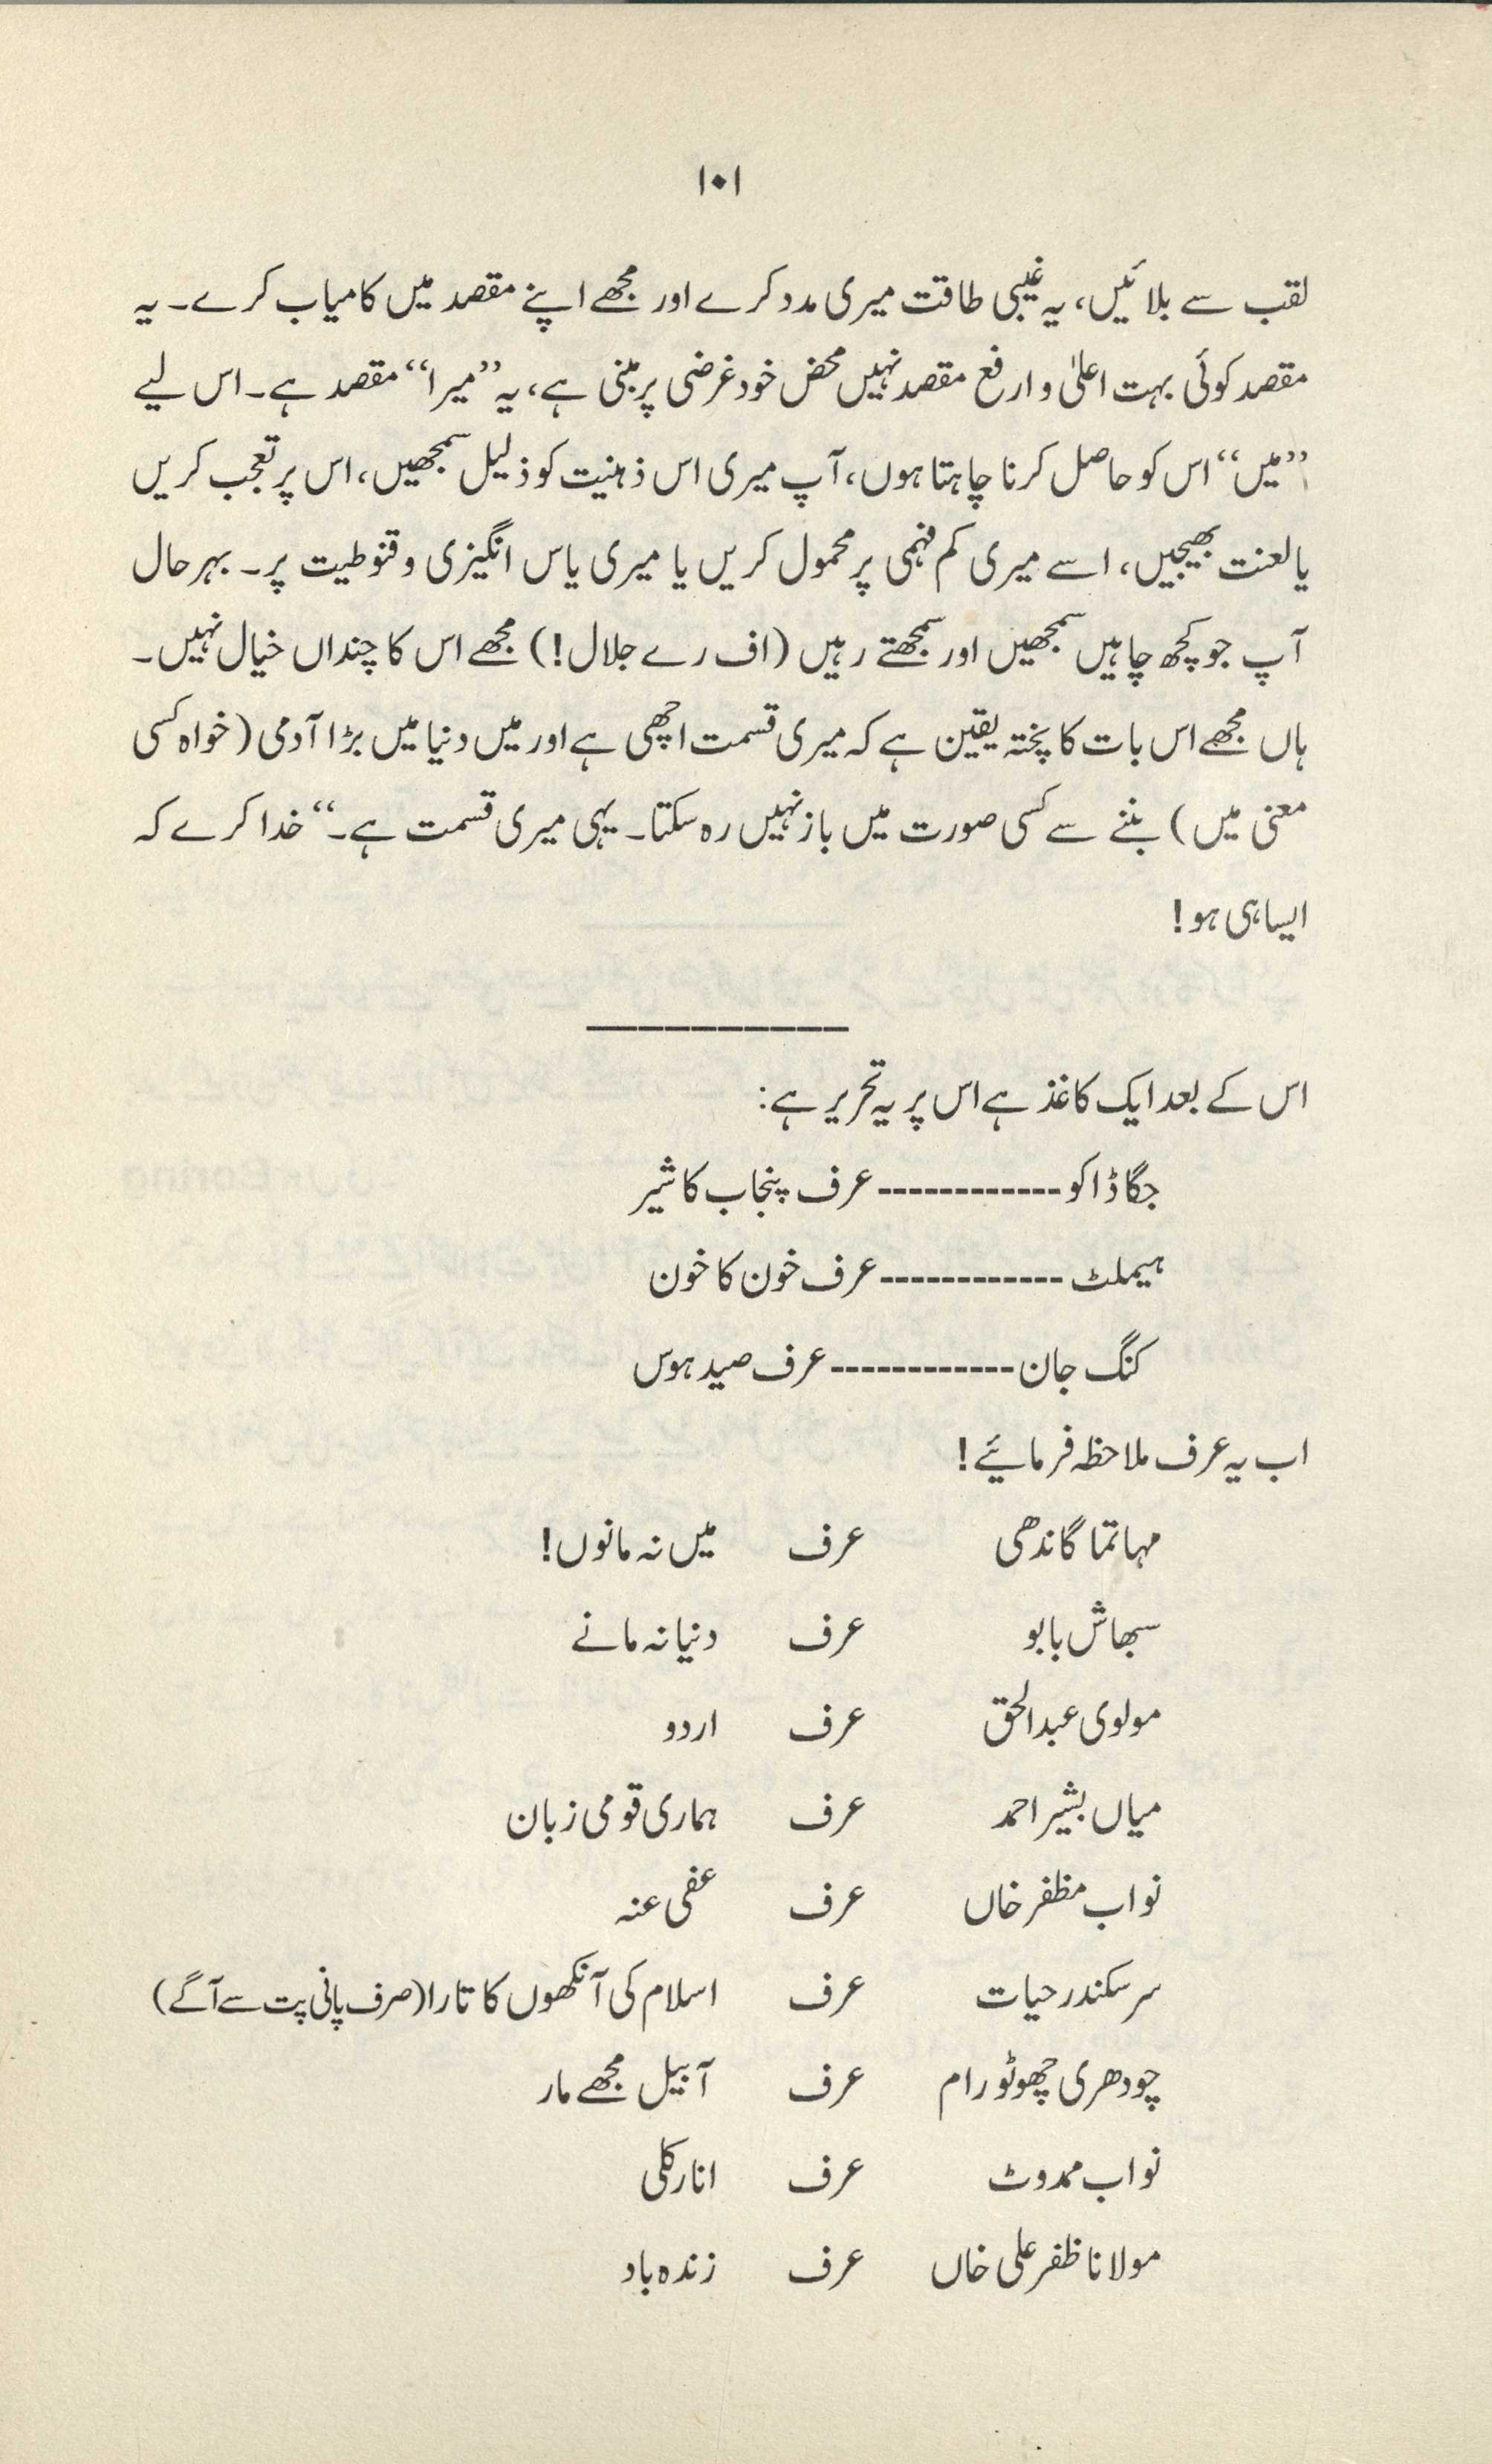 ۱۰۱
لقب سے بلائیں، یہ غیبی طاقت میری مدد کرے اور مجھے اپنے مقصد میں کامیاب کرے۔ یہ
مقصد کوئی بہت اعلیٰ و ارفع مقصد نہیں محض خود غرضی پر مبنی ہے، یہ ”میرا“ مقصد ہے۔ اس لیے
”میں“ اس کو حاصل کرنا چاہتا ہوں، آپ میری اس ذہنیت کو ذلیل سمجھیں، اس پر تعجب کریں
یا لعنت بھیجیں، اسے میری کم فہمی پر محمول کریں یا میری یاس انگیزی و قنوطیت پر۔ بہر حال
آپ جو کچھ چاہیں سمجھیں اور سمجھتے رہیں (اف رے جلال!) مجھے اس کا چنداں خیال نہیں۔
ہاں مجھے اس بات کا پختہ یقین ہے کہ میری قسمت اچھی ہے اور میں دنیا میں بڑا آدمی (خواہ کسی
معنی میں) بننے سے کسی صورت میں باز نہیں رہ سکتا۔ یہی میری قسمت ہے۔“ خدا کرے کہ
ایسا ہی ہو!
اس کے بعد ایک کاغذ ہے اس پر یہ تحریر ہے:
جگا ڈاکو ------------ عرف پنجاب کا شیر
ہیملٹ ------------ عرف خون کا خون
کنگ جان ------------ عرف صید ہوس
اب یہ عرف ملاحظہ فرمائیے!
مہاتما گاندھی عرف میں نہ مانوں!
سبھاش بابو عرف دنیا نہ مانے
مولوی عبدالحق عرف اردو
میاں بشیر احمد عرف ہماری قومی زبان
نواب مظفر خاں عرف عفی عنہ
سر سکندر حیات عرف اسلام کی آنکھوں کا تارا (صرف پانی پت سے آگے)
چودھری چھوٹو رام عرف آ بیل مجھے مار
نواب ممدوٹ عرف انارکلی
مولانا ظفر علی خاں عرف زندہ باد